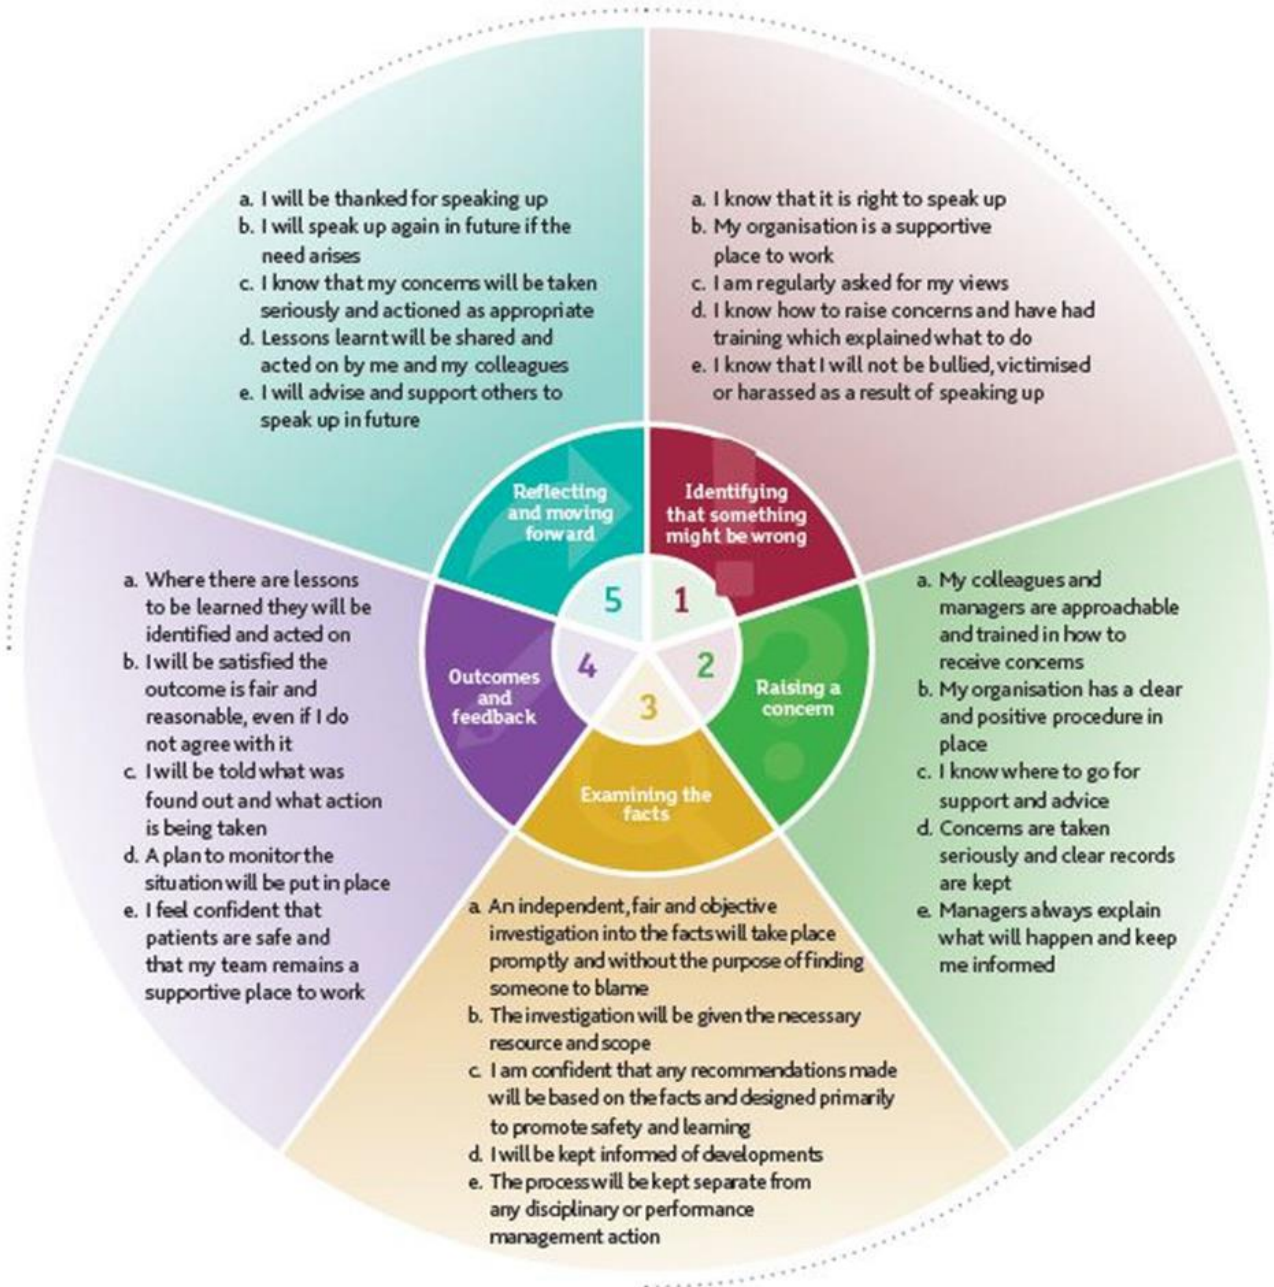 a. I will be thanked for speaking up
b. I will speak up again in future if the
need arises
c. I know that my concerns will be taken
seriously and actioned as appropriate
d. Lessons learnt will be shared and
acted on by me and my colleagues
e. I will advise and support others to
speak up in future
a. I know that it is right to speak up
b. My organisation is a supportive
place to work
c. I am regularly asked for my views
d. I know how to raise concerns and have had
training which explained what to do
e. I know that I will not be bullied, victimised
or harassed as a result of speaking up
Reflecting
and moving
forward
5
Identifying
that something
might be wrong
1
a. Where there are lessons
to be learned they will be
identified and acted on
b. I will be satisfied the
outcome is fair and
reasonable, even if I do
not agree with it
c. I will be told what was
found out and what action
is being taken
d. A plan to monitor the
situation will be put in place
e. I feel confident that
patients are safe and
that my team remains a
supportive place to work
Outcomes
and
feedback
4
2
Raising a
concern
3
Examining the
facts
a. My colleagues and
managers are approachable
and trained in how to
receive concerns
b. My organisation has a clear
and positive procedure in
place
c. I know where to go for
support and advice
d. Concerns are taken
seriously and clear records
are kept
e. Managers always explain
what will happen and keep
me informed
a. An independent, fair and objective
investigation into the facts will take place
promptly and without the purpose of finding
someone to blame
b. The investigation will be given the necessary
resource and scope
c. I am confident that any recommendations made
will be based on the facts and designed primarily
to promote safety and learning
d. I will be kept informed of developments
e. The process will be kept separate from
any disciplinary or performance
management action